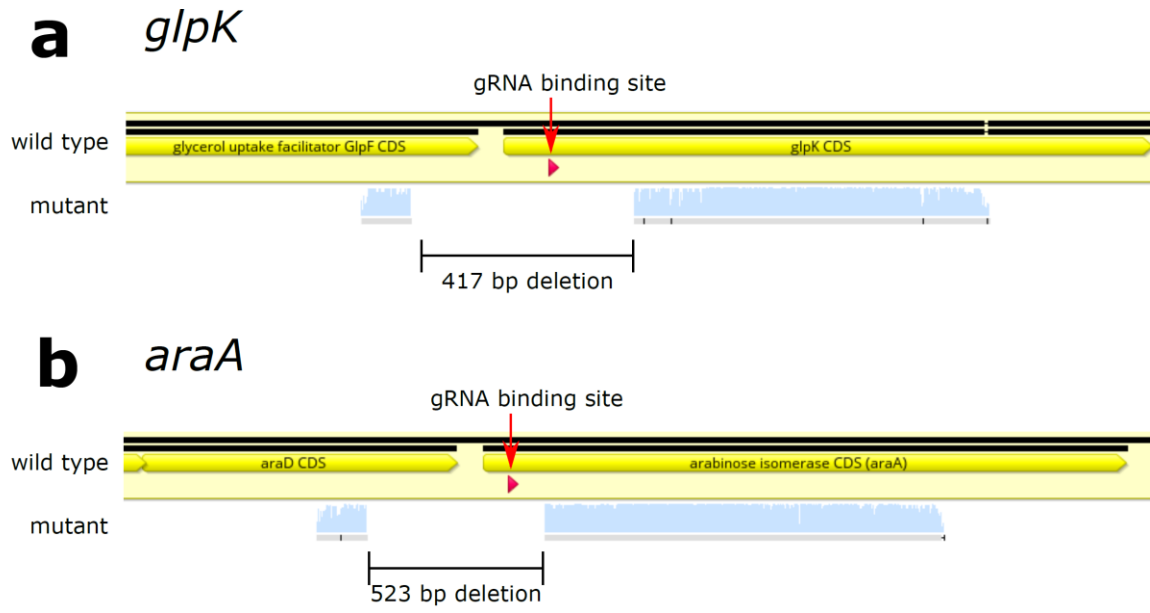 a glpK
gRNA binding site
wild type
glycerol uptake facilitator GlpF CDS
glpK CDS
mutant
417 bp deletion
b araA
gRNA binding site
wild type
araD CDS
arabinose isomerase CDS (araA)
mutant
523 bp deletion